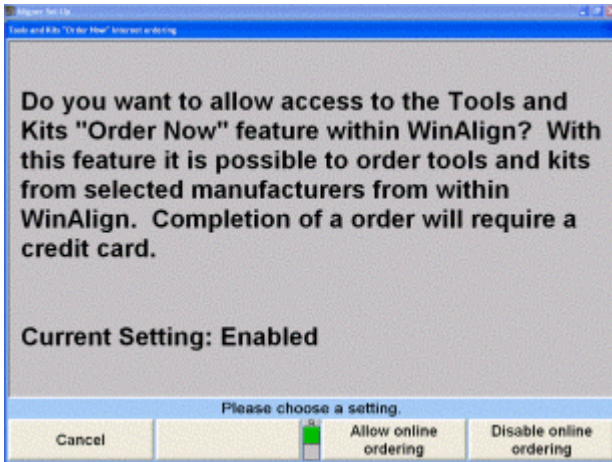 Aligner Set Up
Tools and Kits "Order Now" Internet ordering
Do you want to allow access to the Tools and
Kits "Order Now" feature within WinAlign? With
this feature it is possible to order tools and kits
from selected manufacturers from within
WinAlign. Completion of a order will require a
credit card.
Current Setting: Enabled
Please choose a setting.
Cancel
Allow online
ordering
Disable online
ordering